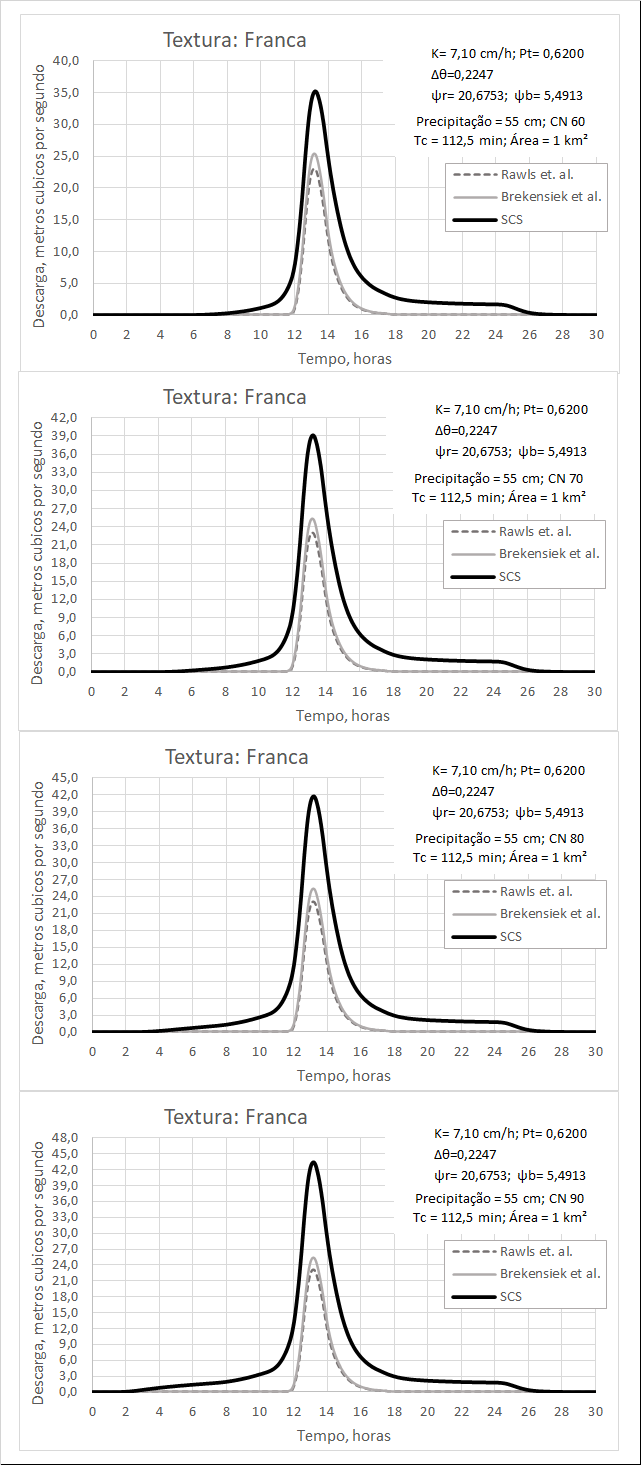 Textura: Franca
K= 7,10 cm/h; Pt= 0,6200
Δθ=0,2247
ψr= 20,6753; ψb= 5,4913
Precipitação = 55 cm; CN 60
Tc = 112,5 min; Área = 1 km²
Rawls et. al.
Brekensiek et al.
SCS
Descarga, metros cubicos por segundo
40,0
35,0
30,0
25,0
20,0
15,0
10,0
5,0
0,0
0 2 4 6 8 10 12 14 16 18 20 22 24 26 28 30
Tempo, horas
Textura: Franca
K= 7,10 cm/h; Pt= 0,6200
Δθ=0,2247
ψr= 20,6753; ψb= 5,4913
Precipitação = 55 cm; CN 70
Tc = 112,5 min; Área = 1 km²
Rawls et. al.
Brekensiek et al.
SCS
Descarga, metros cubicos por segundo
42,0
39,0
36,0
33,0
30,0
27,0
24,0
21,0
18,0
15,0
12,0
9,0
6,0
3,0
0,0
0 2 4 6 8 10 12 14 16 18 20 22 24 26 28 30
Tempo, horas
Textura: Franca
K= 7,10 cm/h; Pt= 0,6200
Δθ=0,2247
ψr= 20,6753; ψb= 5,4913
Precipitação = 55 cm; CN 80
Tc = 112,5 min; Área = 1 km²
Rawls et. al.
Brekensiek et al.
SCS
Descarga, metros cubicos por segundo
45,0
42,0
39,0
36,0
33,0
30,0
27,0
24,0
21,0
18,0
15,0
12,0
9,0
6,0
3,0
0,0
0 2 4 6 8 10 12 14 16 18 20 22 24 26 28 30
Tempo, horas
Textura: Franca
K= 7,10 cm/h; Pt= 0,6200
Δθ=0,2247
ψr= 20,6753; ψb= 5,4913
Precipitação = 55 cm; CN 90
Tc = 112,5 min; Área = 1 km²
Rawls et. al.
Brekensiek et al.
SCS
Descarga, metros cubicos por segundo
48,0
45,0
42,0
39,0
36,0
33,0
30,0
27,0
24,0
21,0
18,0
15,0
12,0
9,0
6,0
3,0
0,0
0 2 4 6 8 10 12 14 16 18 20 22 24 26 28 30
Tempo, horas